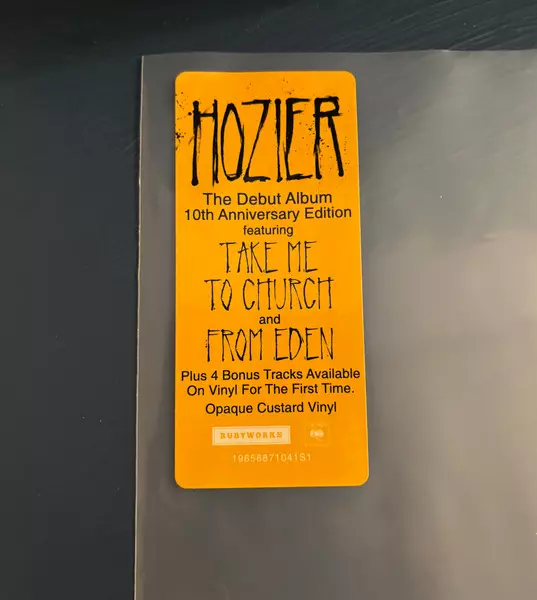 HOZIER
The Debut Album
10th Anniversary Edition
featuring
TAKE ME
TO CHURCH
and
FROM EDEN
Plus 4 Bonus Tracks Available
On Vinyl For The First Time.
Opaque Custard Vinyl
RUBYWORKS
19658871041S1